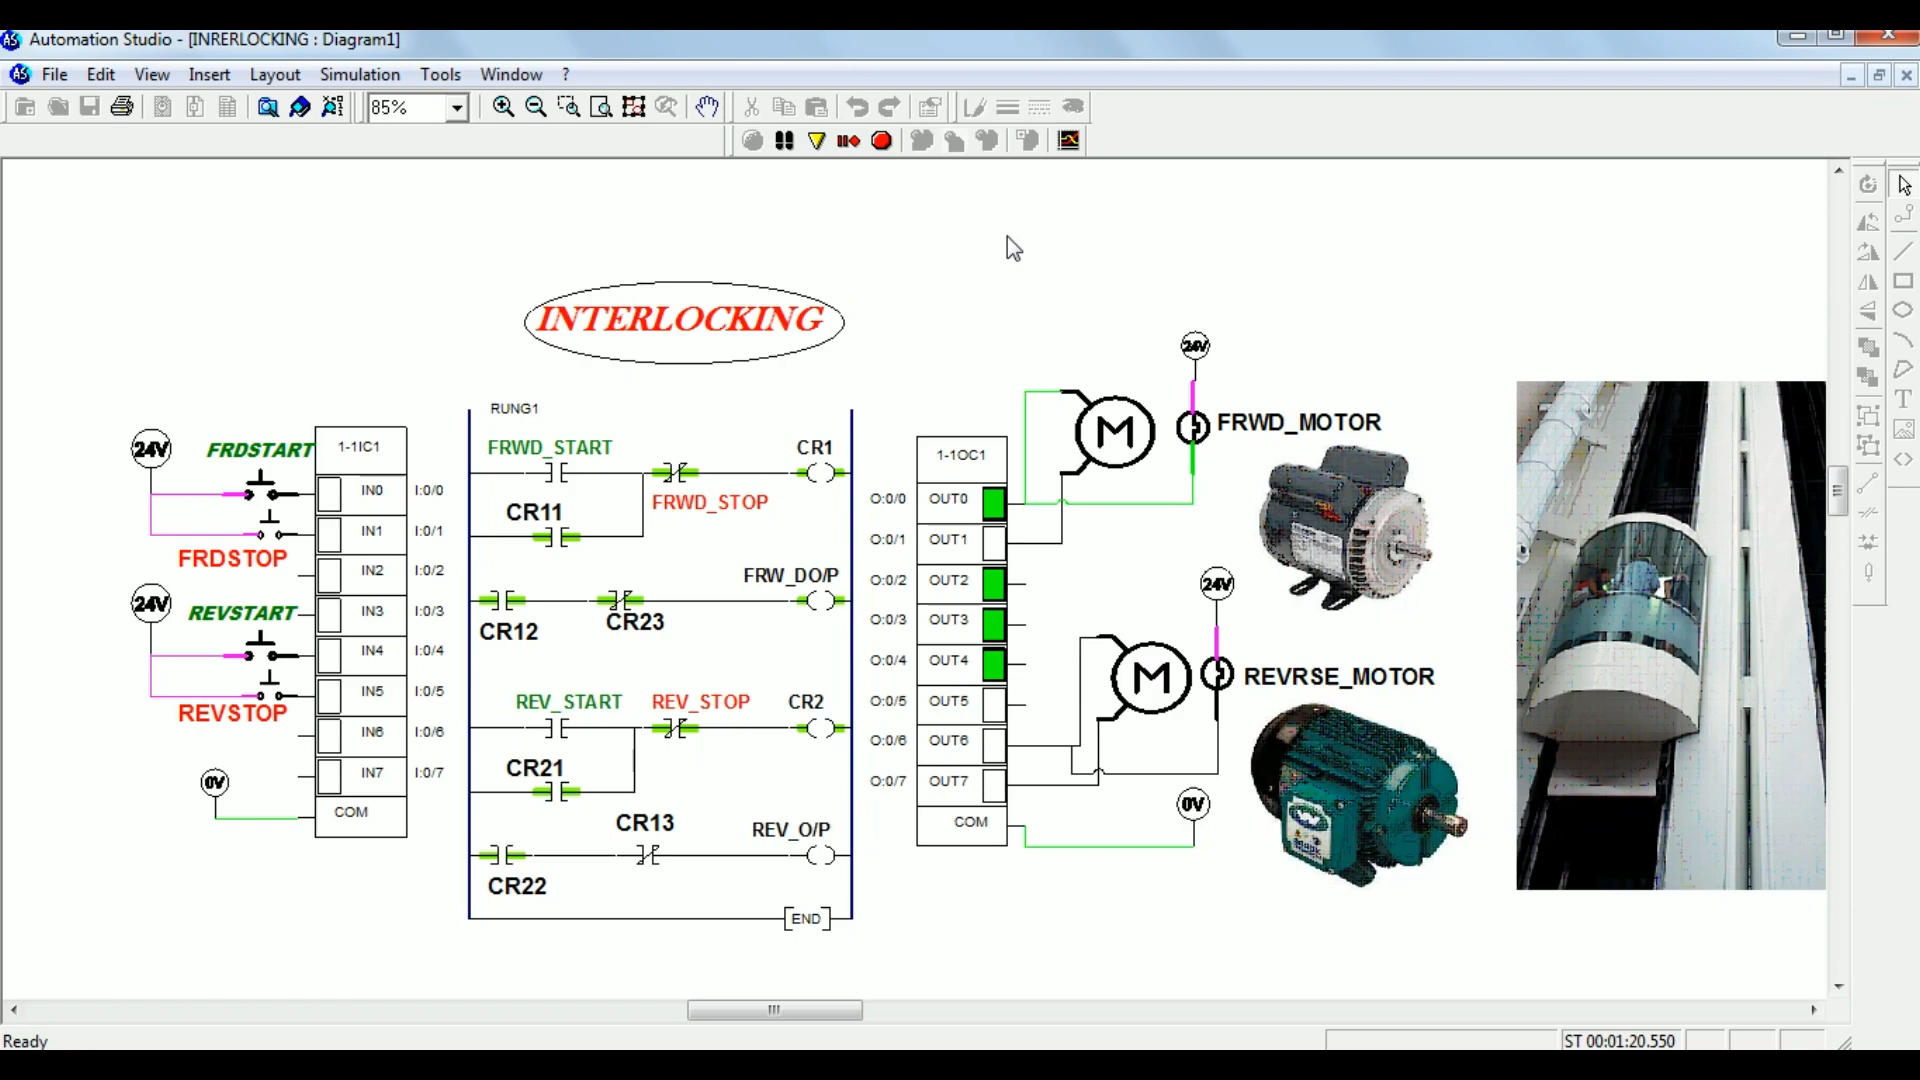 Automation Studio - [INRERLOCKING : Diagram1]
File Edit View Insert Layout Simulation Tools Window ?
85%
INTERLOCKING
24V
FRDSTART
FRDSTOP
24V
REVSTART
REVSTOP
0V
1-1IC1
IN0 I:0/0
IN1 I:0/1
IN2 I:0/2
IN3 I:0/3
IN4 I:0/4
IN5 I:0/5
IN6 I:0/6
IN7 I:0/7
COM
RUNG1
FRWD_START CR1
CR11 FRWD_STOP
FRW_DO/P
CR12 CR23
REV_START REV_STOP CR2
CR21
CR13 REV_O/P
CR22
END
1-1OC1
O:0/0 OUT0
O:0/1 OUT1
O:0/2 OUT2
O:0/3 OUT3
O:0/4 OUT4
O:0/5 OUT5
O:0/6 OUT6
O:0/7 OUT7
COM
24V
M FRWD_MOTOR
24V
M REVRSE_MOTOR
0V
Ready ST 00:01:20.550